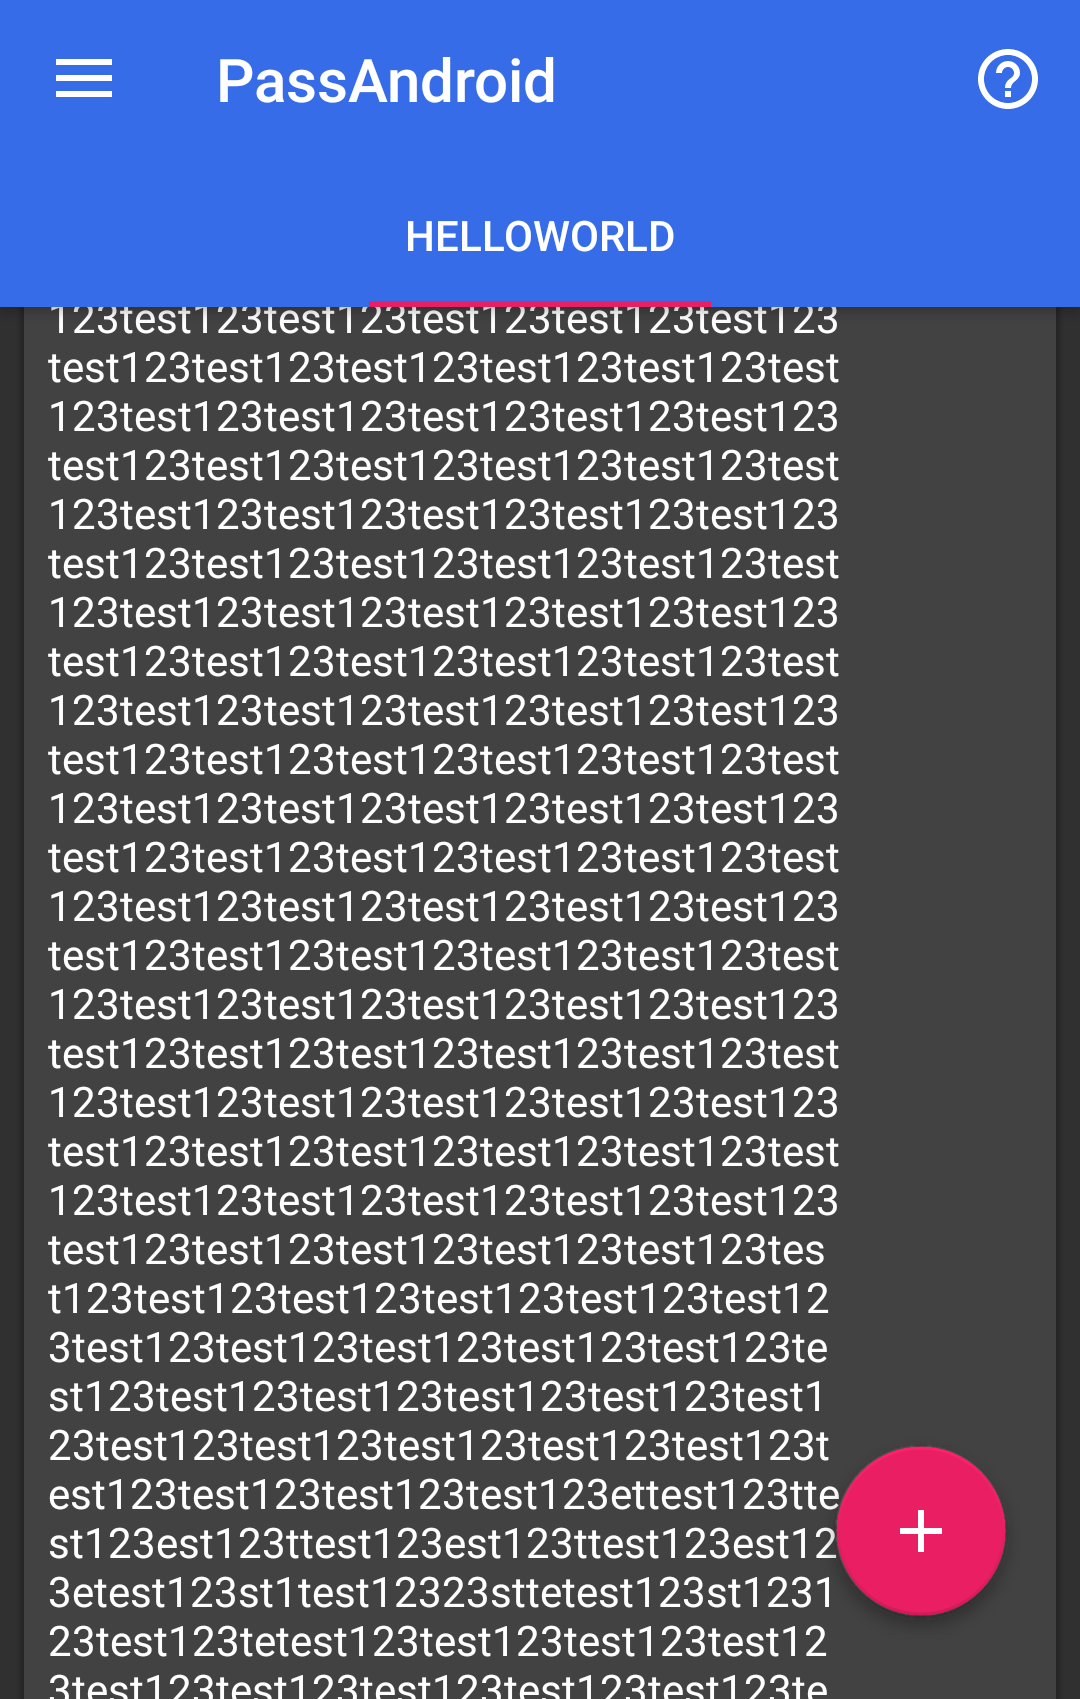 PassAndroid
HELLOWORLD
123test123test123test123test123test123
test123test123test123test123test123test
123test123test123test123test123test123
test123test123test123test123test123test
123test123test123test123test123test123
test123test123test123test123test123test
123test123test123test123test123test123
test123test123test123test123test123test
123test123test123test123test123test123
test123test123test123test123test123test
123test123test123test123test123test123
test123test123test123test123test123test
123test123test123test123test123test123
test123test123test123test123test123test
123test123test123test123test123test123
test123test123test123test123test123test
123test123test123test123test123test123
test123test123test123test123test123test
123test123test123test123test123test123
test123test123test123test123test123tes
t123test123test123test123test123test12
3test123test123test123test123test123te
st123test123test123test123test123test1
23test123test123test123test123test123t
est123test123test123test123ettest123tte
st123est123ttest123est123ttest123est12
3etest123st1test12323sttetest123st1231
23test123tetest123test123test123test12
3test123test123test123test123test123te